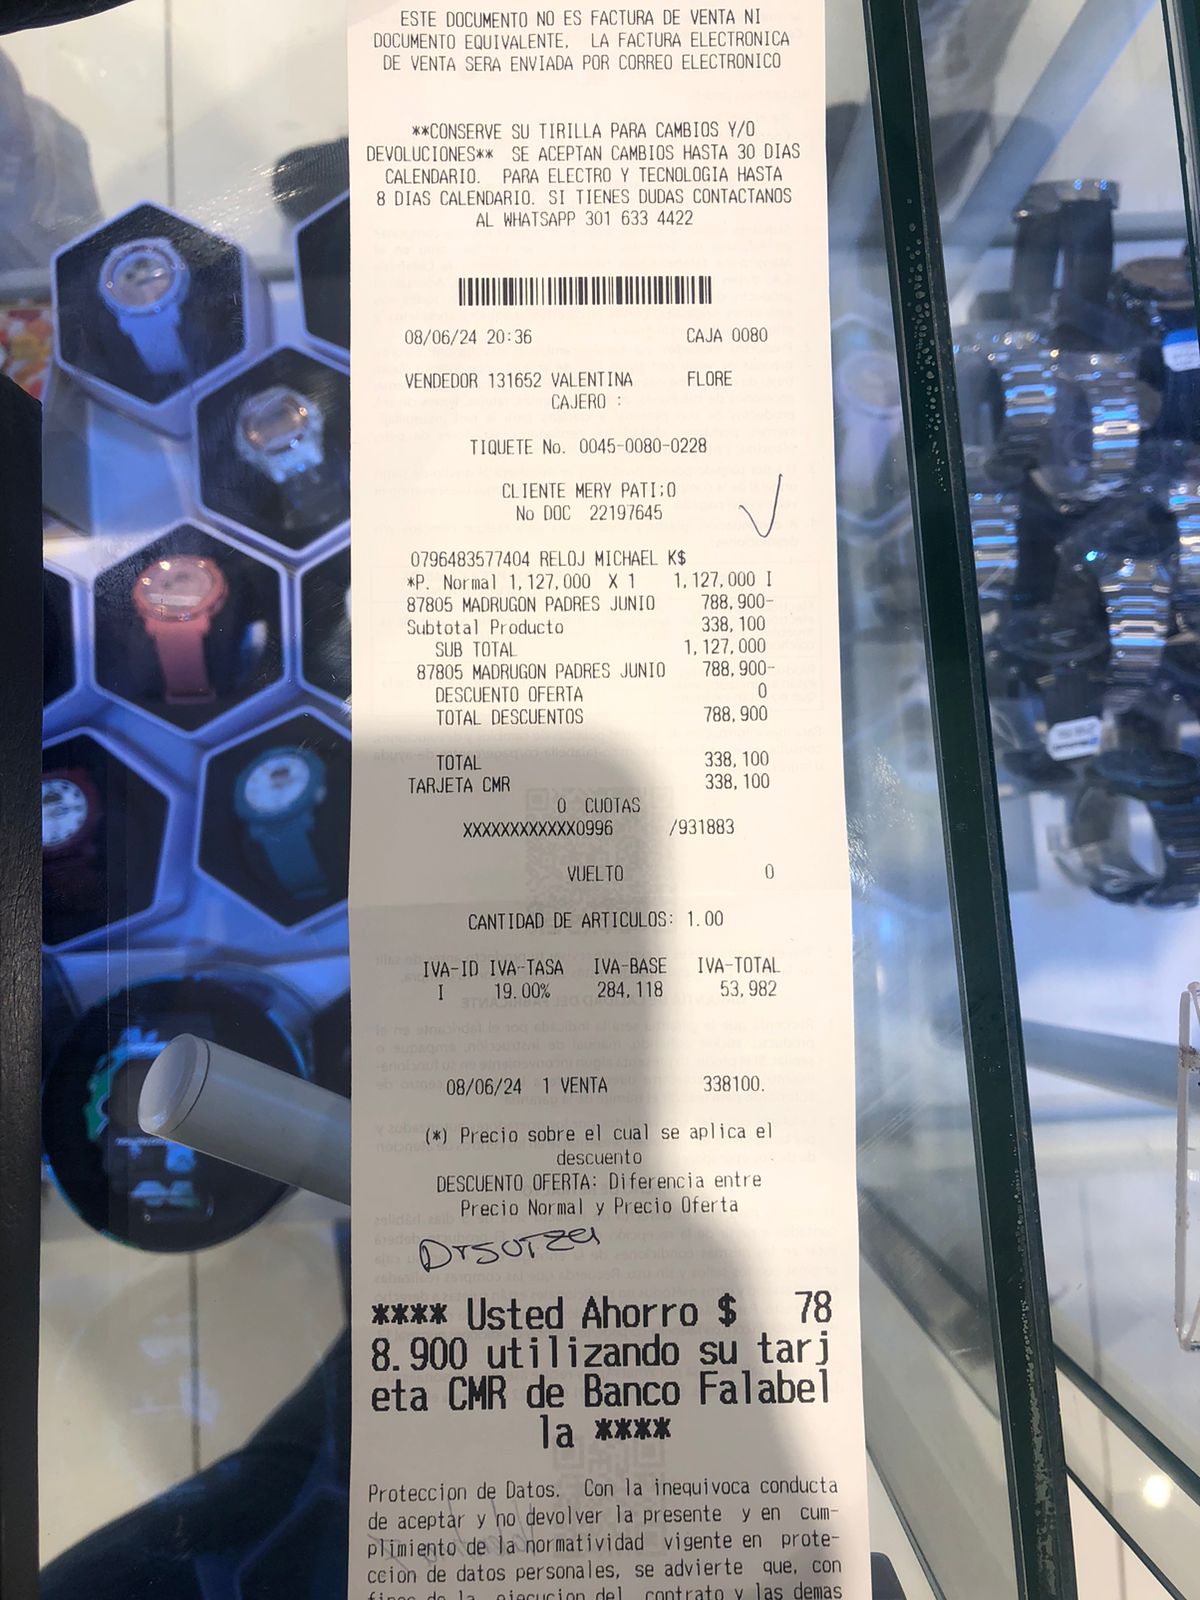 ESTE DOCUMENTO NO ES FACTURA DE VENTA NI
DOCUMENTO EQUIVALENTE, LA FACTURA ELECTRONICA
DE VENTA SERA ENVIADA POR CORREO ELECTRONICO
**CONSERVE SU TIRILLA PARA CAMBIOS Y/O
DEVOLUCIONES** SE ACEPTAN CAMBIOS HASTA 30 DIAS
CALENDARIO. PARA ELECTRO Y TECNOLOGIA HASTA
8 DIAS CALENDARIO. SI TIENES DUDAS CONTACTANOS
AL WHATSAPP 301 633 4422
08/06/24 20:36 CAJA 0080
VENDEDOR 131652 VALENTINA FLORE
CAJERO :
TIQUETE No. 0045-0080-0228
CLIENTE MERY PATI;O
No DOC 22197645
0796483577404 RELOJ MICHAEL K$
*P. Normal 1,127,000 X 1 1,127,000 I
87805 MADRUGON PADRES JUNIO 788,900-
Subtotal Producto 338,100
SUB TOTAL 1,127,000
87805 MADRUGON PADRES JUNIO 788,900-
DESCUENTO OFERTA 0
TOTAL DESCUENTOS 788,900
TOTAL 338,100
TARJETA CMR 338,100
0 CUOTAS
XXXXXXXXXXXX0996 /931883
VUELTO 0
CANTIDAD DE ARTICULOS: 1.00
IVA-ID IVA-TASA IVA-BASE IVA-TOTAL
I 19.00% 284,118 53,982
08/06/24 1 VENTA 338100.
(*) Precio sobre el cual se aplica el
descuento
DESCUENTO OFERTA: Diferencia entre
Precio Normal y Precio Oferta
**** Usted Ahorro $ 78
8.900 utilizando su tarj
eta CMR de Banco Falabel
la ****
Proteccion de Datos. Con la inequivoca conducta
de aceptar y no devolver la presente y en cum-
plimiento de la normatividad vigente en prote-
ccion de datos personales, se advierte que, con
fines de la ejecucion del contrato y las demas